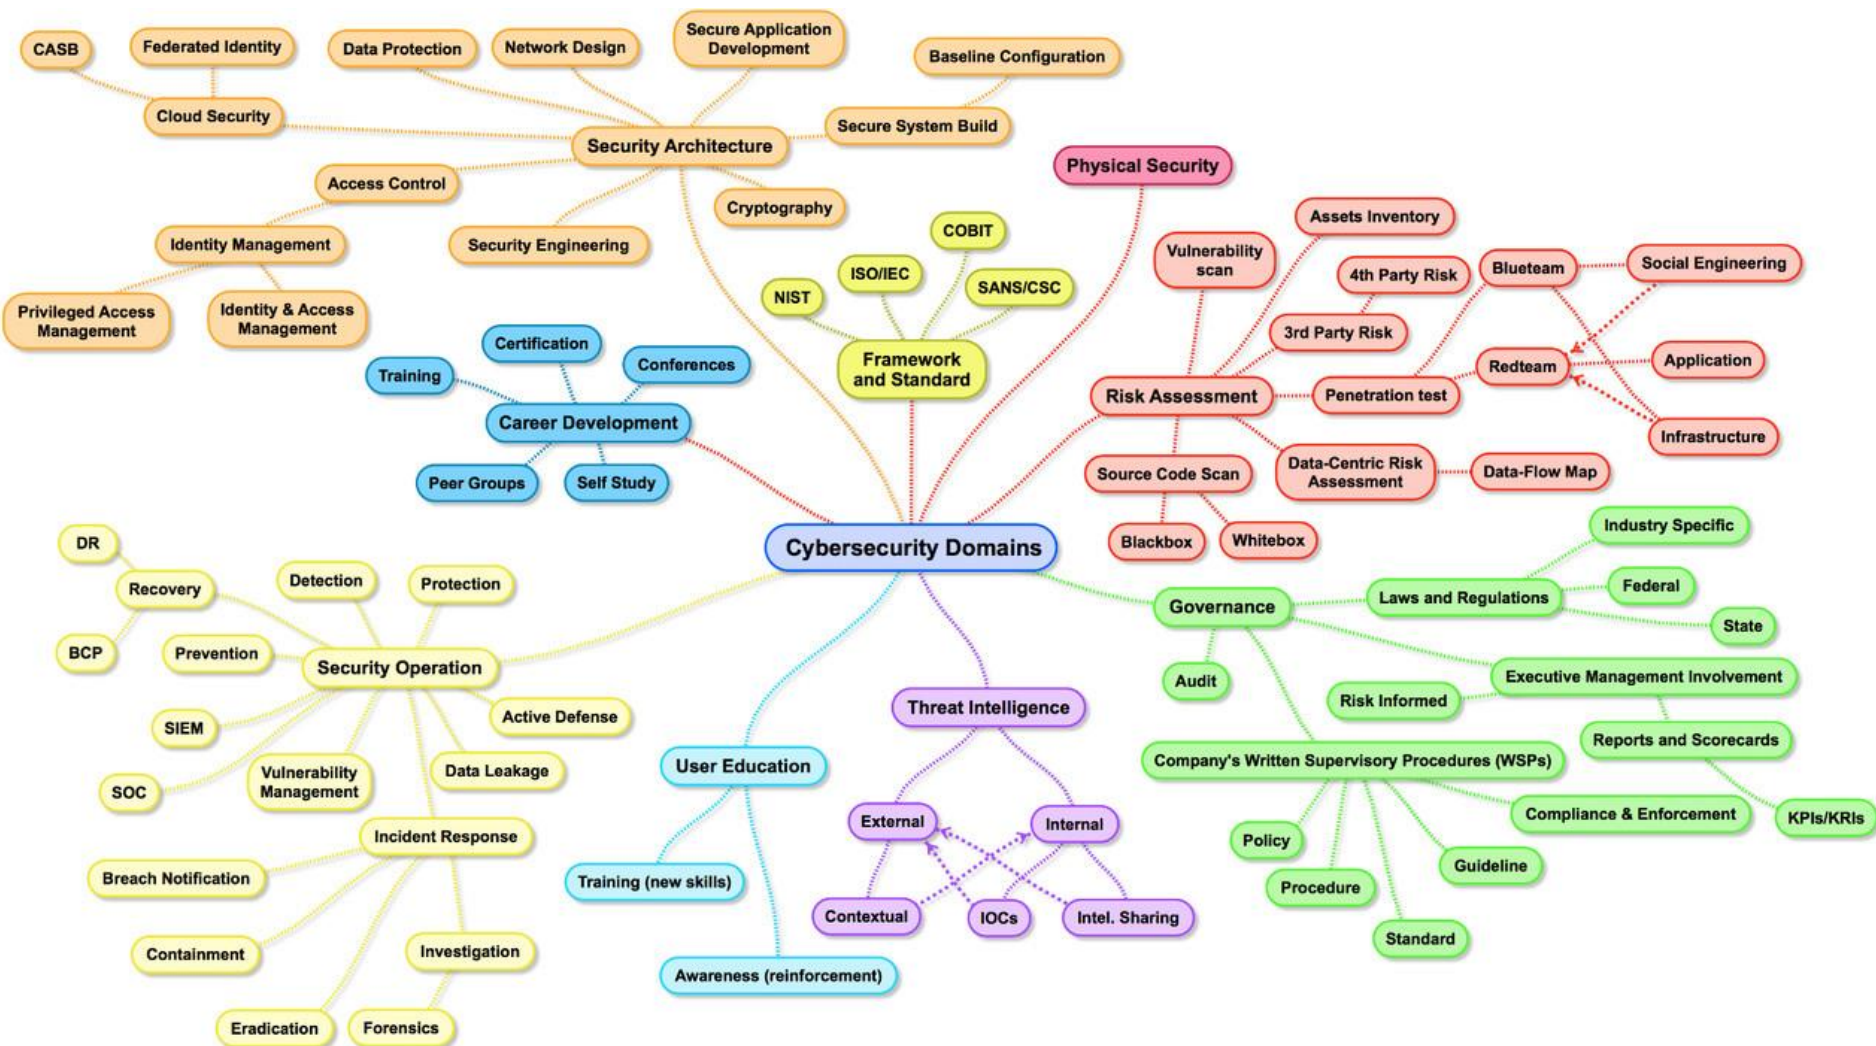 CASB
Federated Identity
Data Protection
Network Design
Secure Application
Development
Baseline Configuration
Cloud Security
Secure System Build
Security Architecture
Access Control
Cryptography
Identity Management
Security Engineering
Privileged Access
Management
Identity & Access
Management
Physical Security
COBIT
ISO/IEC
NIST
SANS/CSC
Framework
and Standard
Certification
Training
Conferences
Career Development
Peer Groups
Self Study
Assets Inventory
Vulnerability
scan
4th Party Risk
Blueteam
Social Engineering
3rd Party Risk
Redteam
Application
Risk Assessment
Penetration test
Infrastructure
Source Code Scan
Data-Centric Risk
Assessment
Data-Flow Map
Blackbox
Whitebox
Cybersecurity Domains
DR
Recovery
Detection
Protection
BCP
Prevention
Security Operation
SIEM
Active Defense
SOC
Vulnerability
Management
Data Leakage
Incident Response
Breach Notification
Containment
Investigation
Eradication
Forensics
User Education
Training (new skills)
Awareness (reinforcement)
Threat Intelligence
External
Internal
Contextual
IOCs
Intel. Sharing
Industry Specific
Governance
Laws and Regulations
Federal
State
Audit
Executive Management Involvement
Risk Informed
Reports and Scorecards
Company's Written Supervisory Procedures (WSPs)
Compliance & Enforcement
KPIs/KRIs
Policy
Guideline
Procedure
Standard